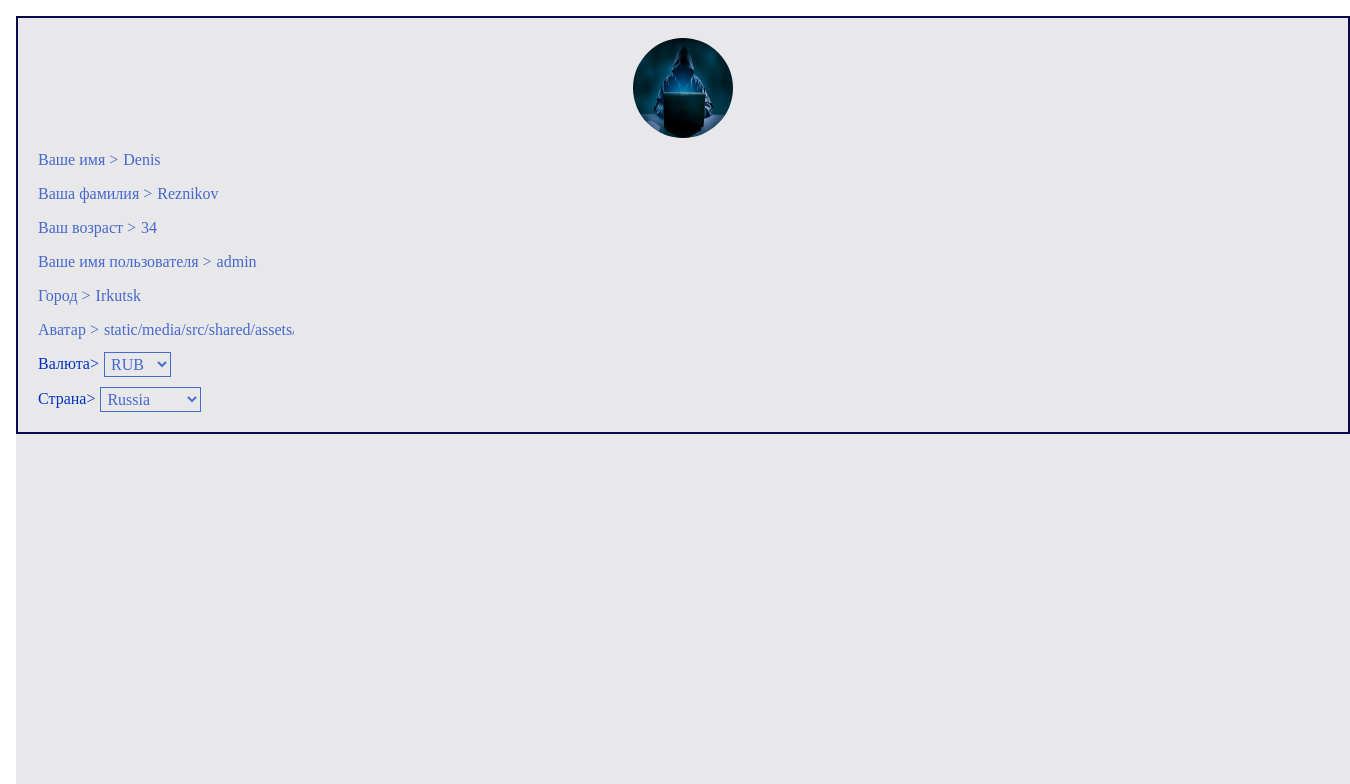 Ваше имя > Denis
Ваша фамилия > Reznikov
Ваш возраст > 34
Ваше имя пользователя > admin
Город > Irkutsk
Аватар > static/media/src/shared/assets/
Валюта> RUB
Страна> Russia